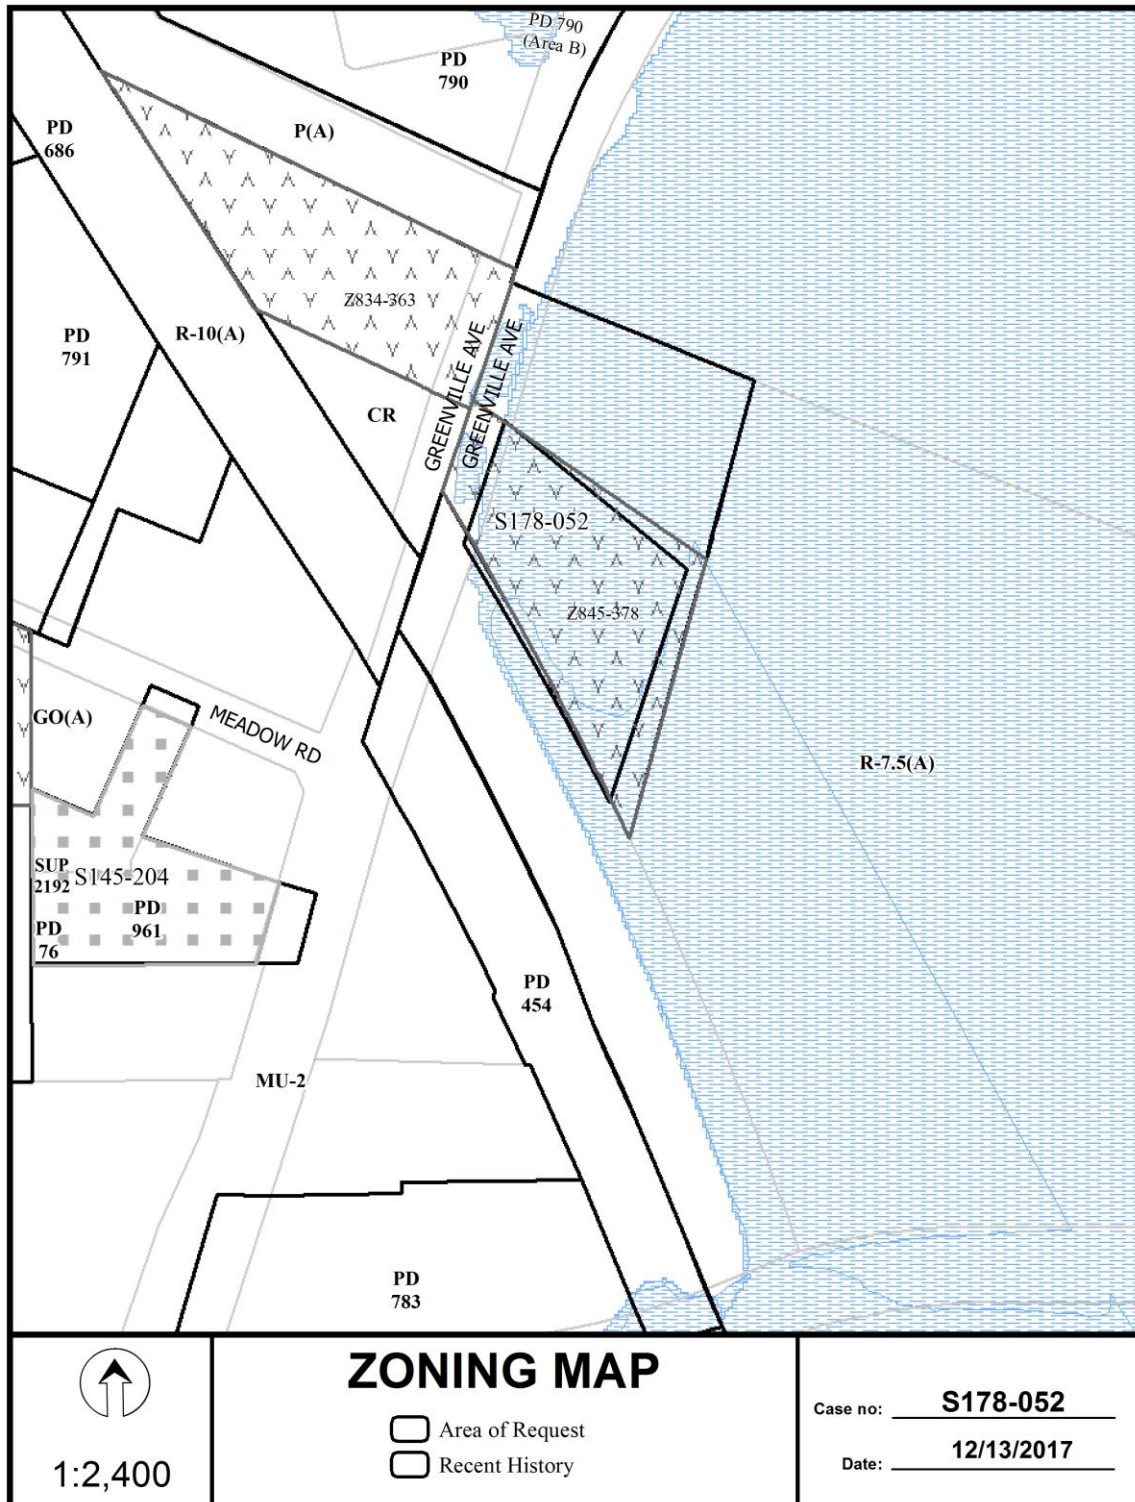 PD 790
(Area B)
PD
790
P(A)
PD
686
Z834-363
R-10(A)
PD
791
CR
GREENVILLE AVE
GREENVILLE AVE
S178-052
Z845-378
GO(A)
MEADOW RD
R-7.5(A)
SUP
2192
S145-204
PD
961
PD
76
PD
454
MU-2
PD
783
1:2,400
ZONING MAP
Area of Request
Recent History
Case no: S178-052
Date: 12/13/2017